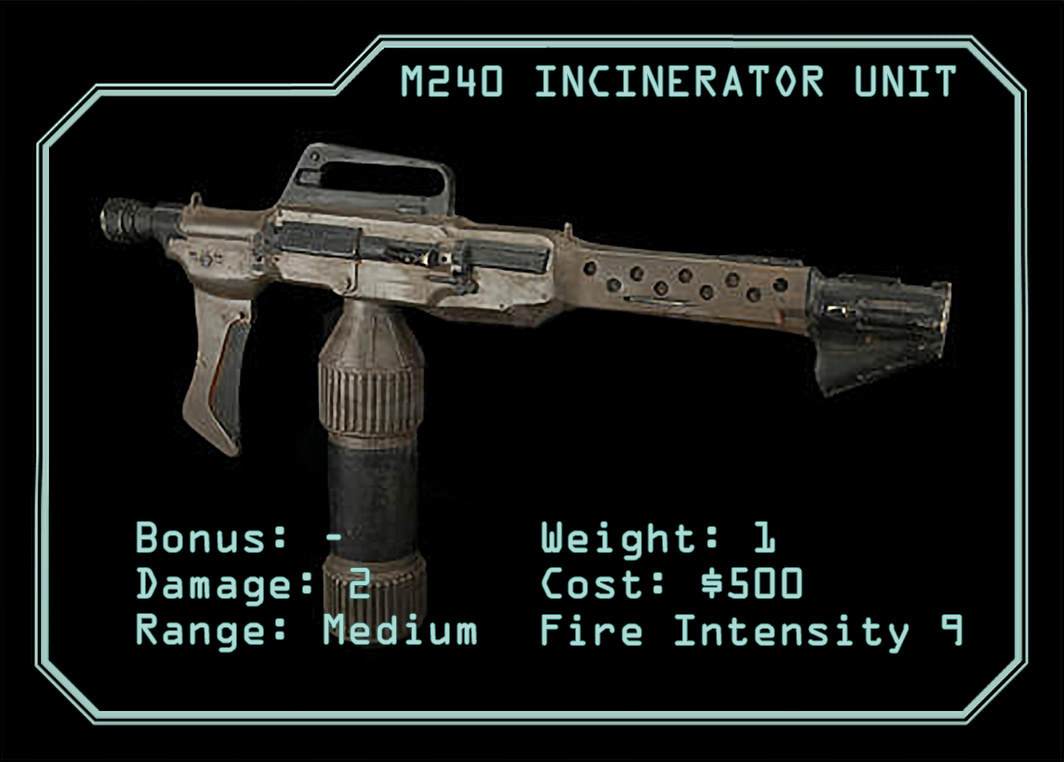 M240 INCINERATOR UNIT
Bonus: -
Damage: 2
Range: Medium
Weight: 1
Cost: $500
Fire Intensity 9